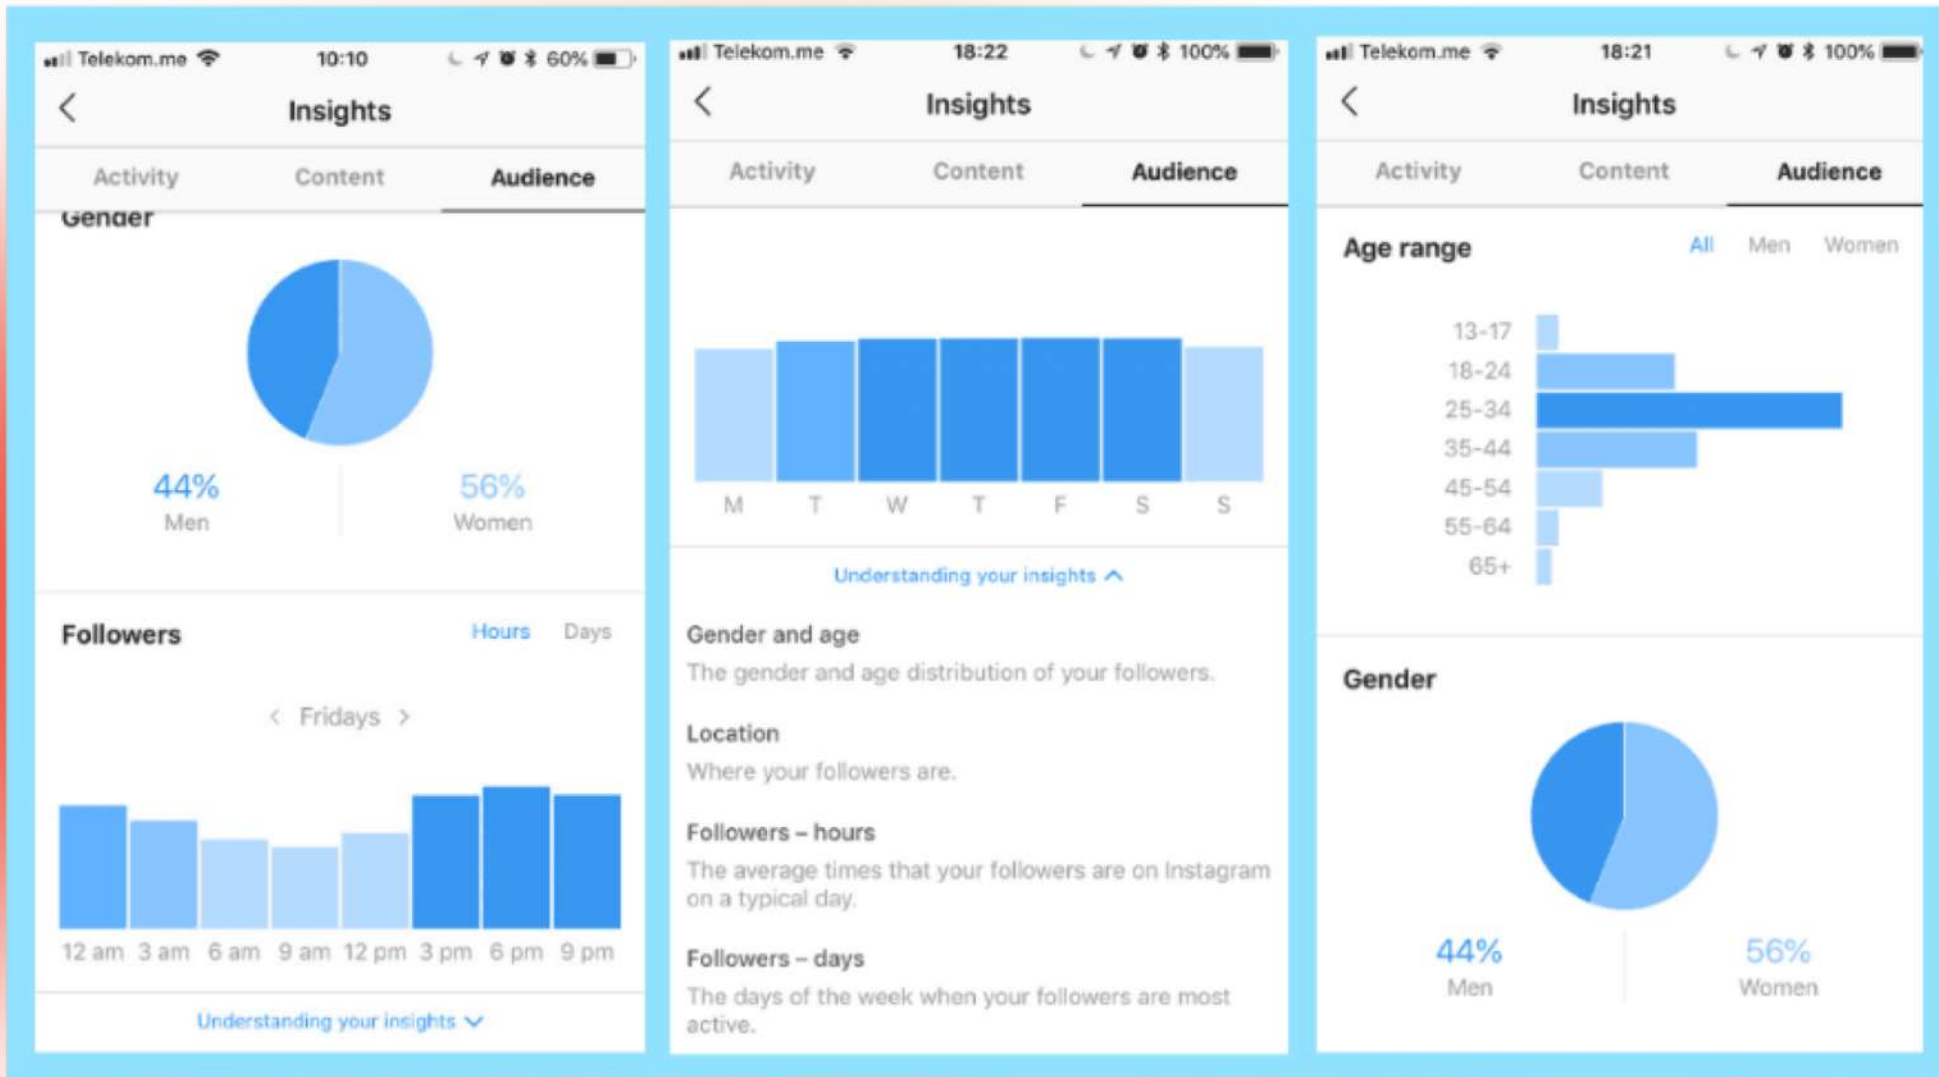 Telekom.me 10:10 60%
Insights
Activity Content Audience
Gender
44% 56%
Men Women
Followers Hours Days
< Fridays >
12 am 3 am 6 am 9 am 12 pm 3 pm 6 pm 9 pm
Understanding your insights
Telekom.me 18:22 100%
Insights
Activity Content Audience
M T W T F S S
Understanding your insights
Gender and age
The gender and age distribution of your followers.
Location
Where your followers are.
Followers – hours
The average times that your followers are on Instagram
on a typical day.
Followers – days
The days of the week when your followers are most
active.
Telekom.me 18:21 100%
Insights
Activity Content Audience
Age range All Men Women
13-17
18-24
25-34
35-44
45-54
55-64
65+
Gender
44% 56%
Men Women